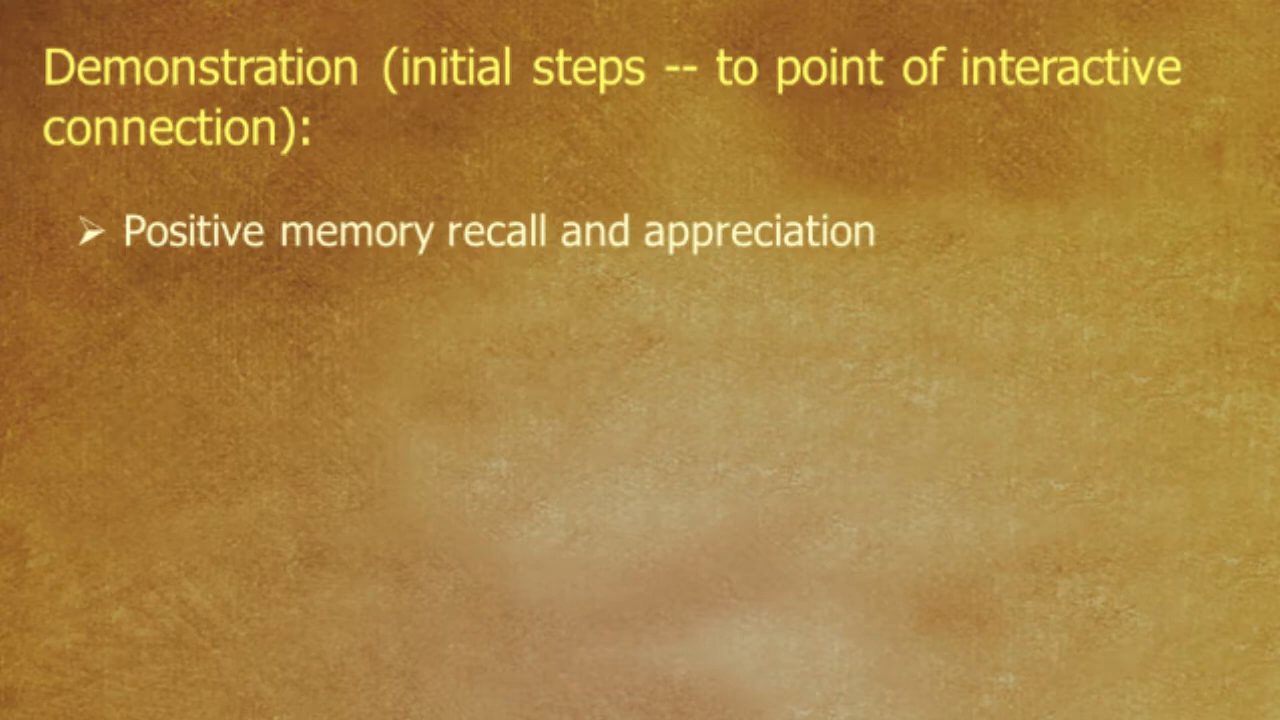 Demonstration (initial steps -- to point of interactive
connection):
➢ Positive memory recall and appreciation